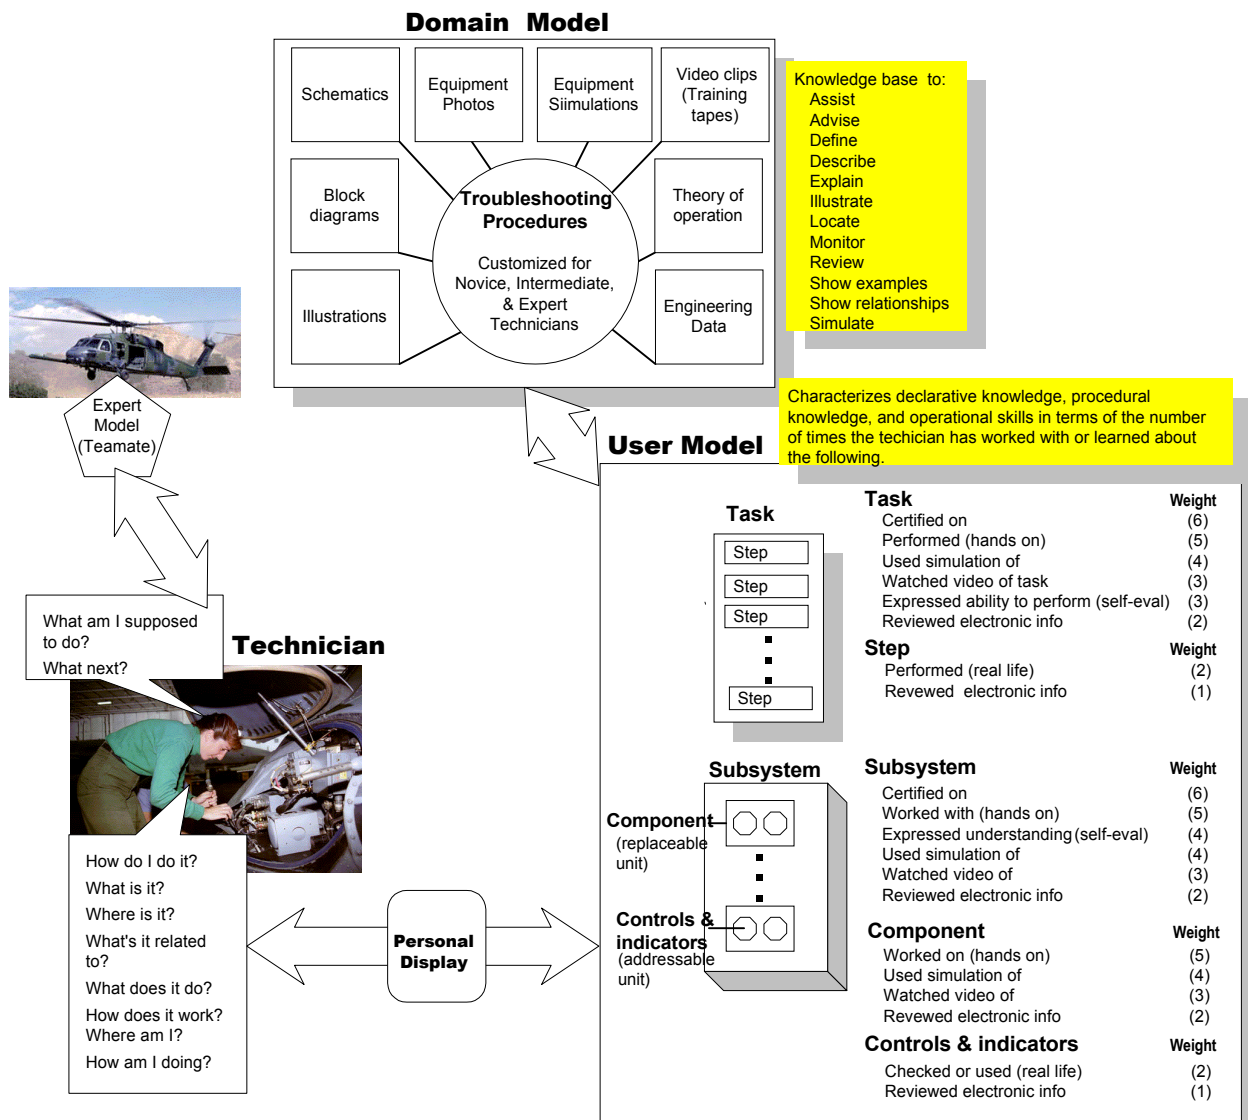 Domain Model
Schematics
Equipment
Photos
Equipment
Siimulations
Video clips
(Training
tapes)
Block
diagrams
Troubleshooting
Procedures
Customized for
Novice, Intermediate,
& Expert
Technicians
Theory of
operation
Illustrations
Engineering
Data
Knowledge base to:
Assist
Advise
Define
Describe
Explain
Illustrate
Locate
Monitor
Review
Show examples
Show relationships
Simulate
Expert
Model
(Teamate)
Characterizes declarative knowledge, procedural
knowledge, and operational skills in terms of the number
of times the techician has worked with or learned about
the following.
User Model
What am I supposed
to do?
What next?
Technician
How do I do it?
What is it?
Where is it?
What's it related
to?
What does it do?
How does it work?
Where am I?
How am I doing?
Personal
Display
Task
Step
Step
Step
Step
Subsystem
Component
(replaceable
unit)
Controls &
indicators
(addressable
unit)
Task Weight
Certified on (6)
Performed (hands on) (5)
Used simulation of (4)
Watched video of task (3)
Expressed ability to perform (self-eval) (3)
Reviewed electronic info (2)
Step Weight
Performed (real life) (2)
Revewed electronic info (1)
Subsystem Weight
Certified on (6)
Worked with (hands on) (5)
Expressed understanding (self-eval) (4)
Used simulation of (4)
Watched video of (3)
Reviewed electronic info (2)
Component Weight
Worked on (hands on) (5)
Used simulation of (4)
Watched video of (3)
Revewed electronic info (2)
Controls & indicators Weight
Checked or used (real life) (2)
Reviewed electronic info (1)